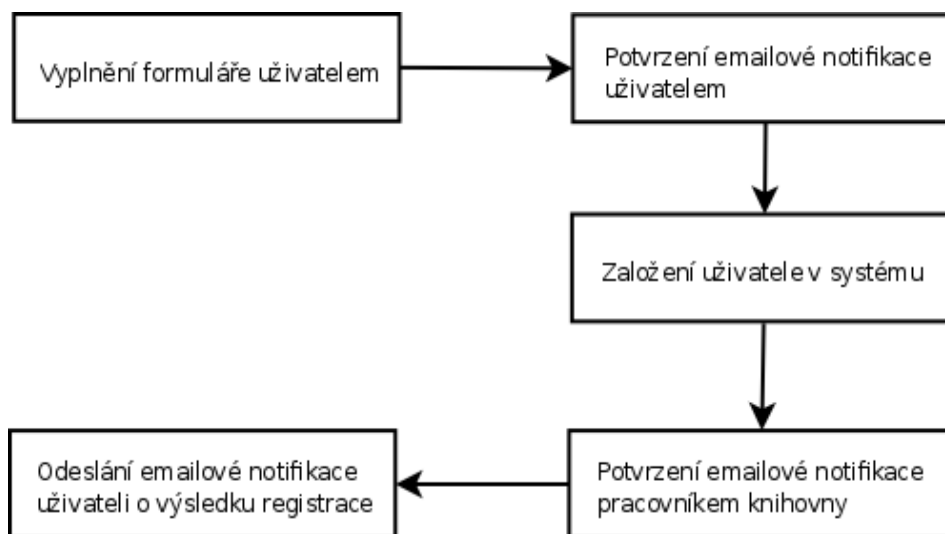 Vyplnění formuláře uživatelem
Potvrzení emailové notifikace
uživatelem
Založení uživatele v systému
Potvrzení emailové notifikace
pracovníkem knihovny
Odeslání emailové notifikace
uživateli o výsledku registrace